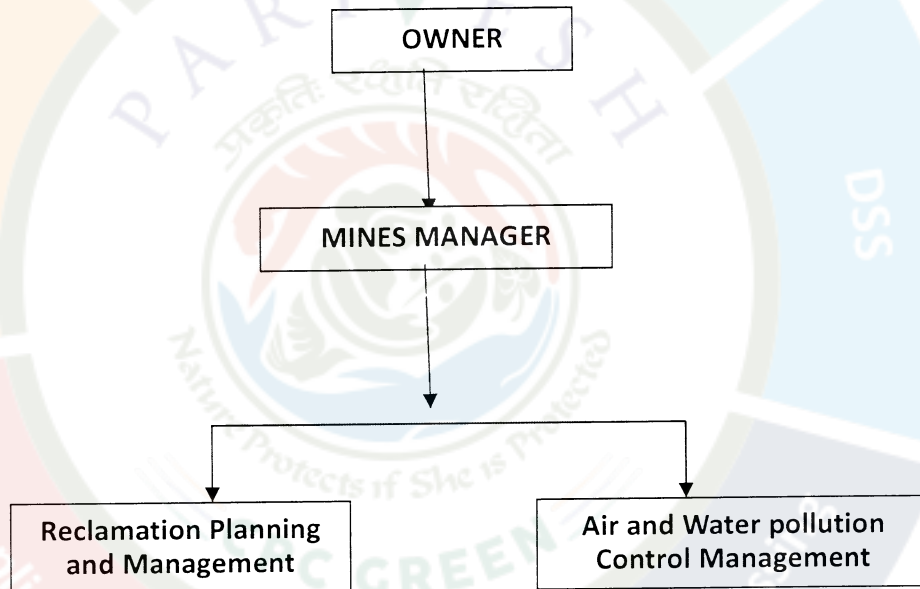 PARIVESH
OWNER
प्रकृतिः रक्षति रक्षिता
DSS
MINES MANAGER
Nature Protects if She is Protected
Reclamation Planning
and Management
Air and Water pollution
Control Management
CPC GREEN